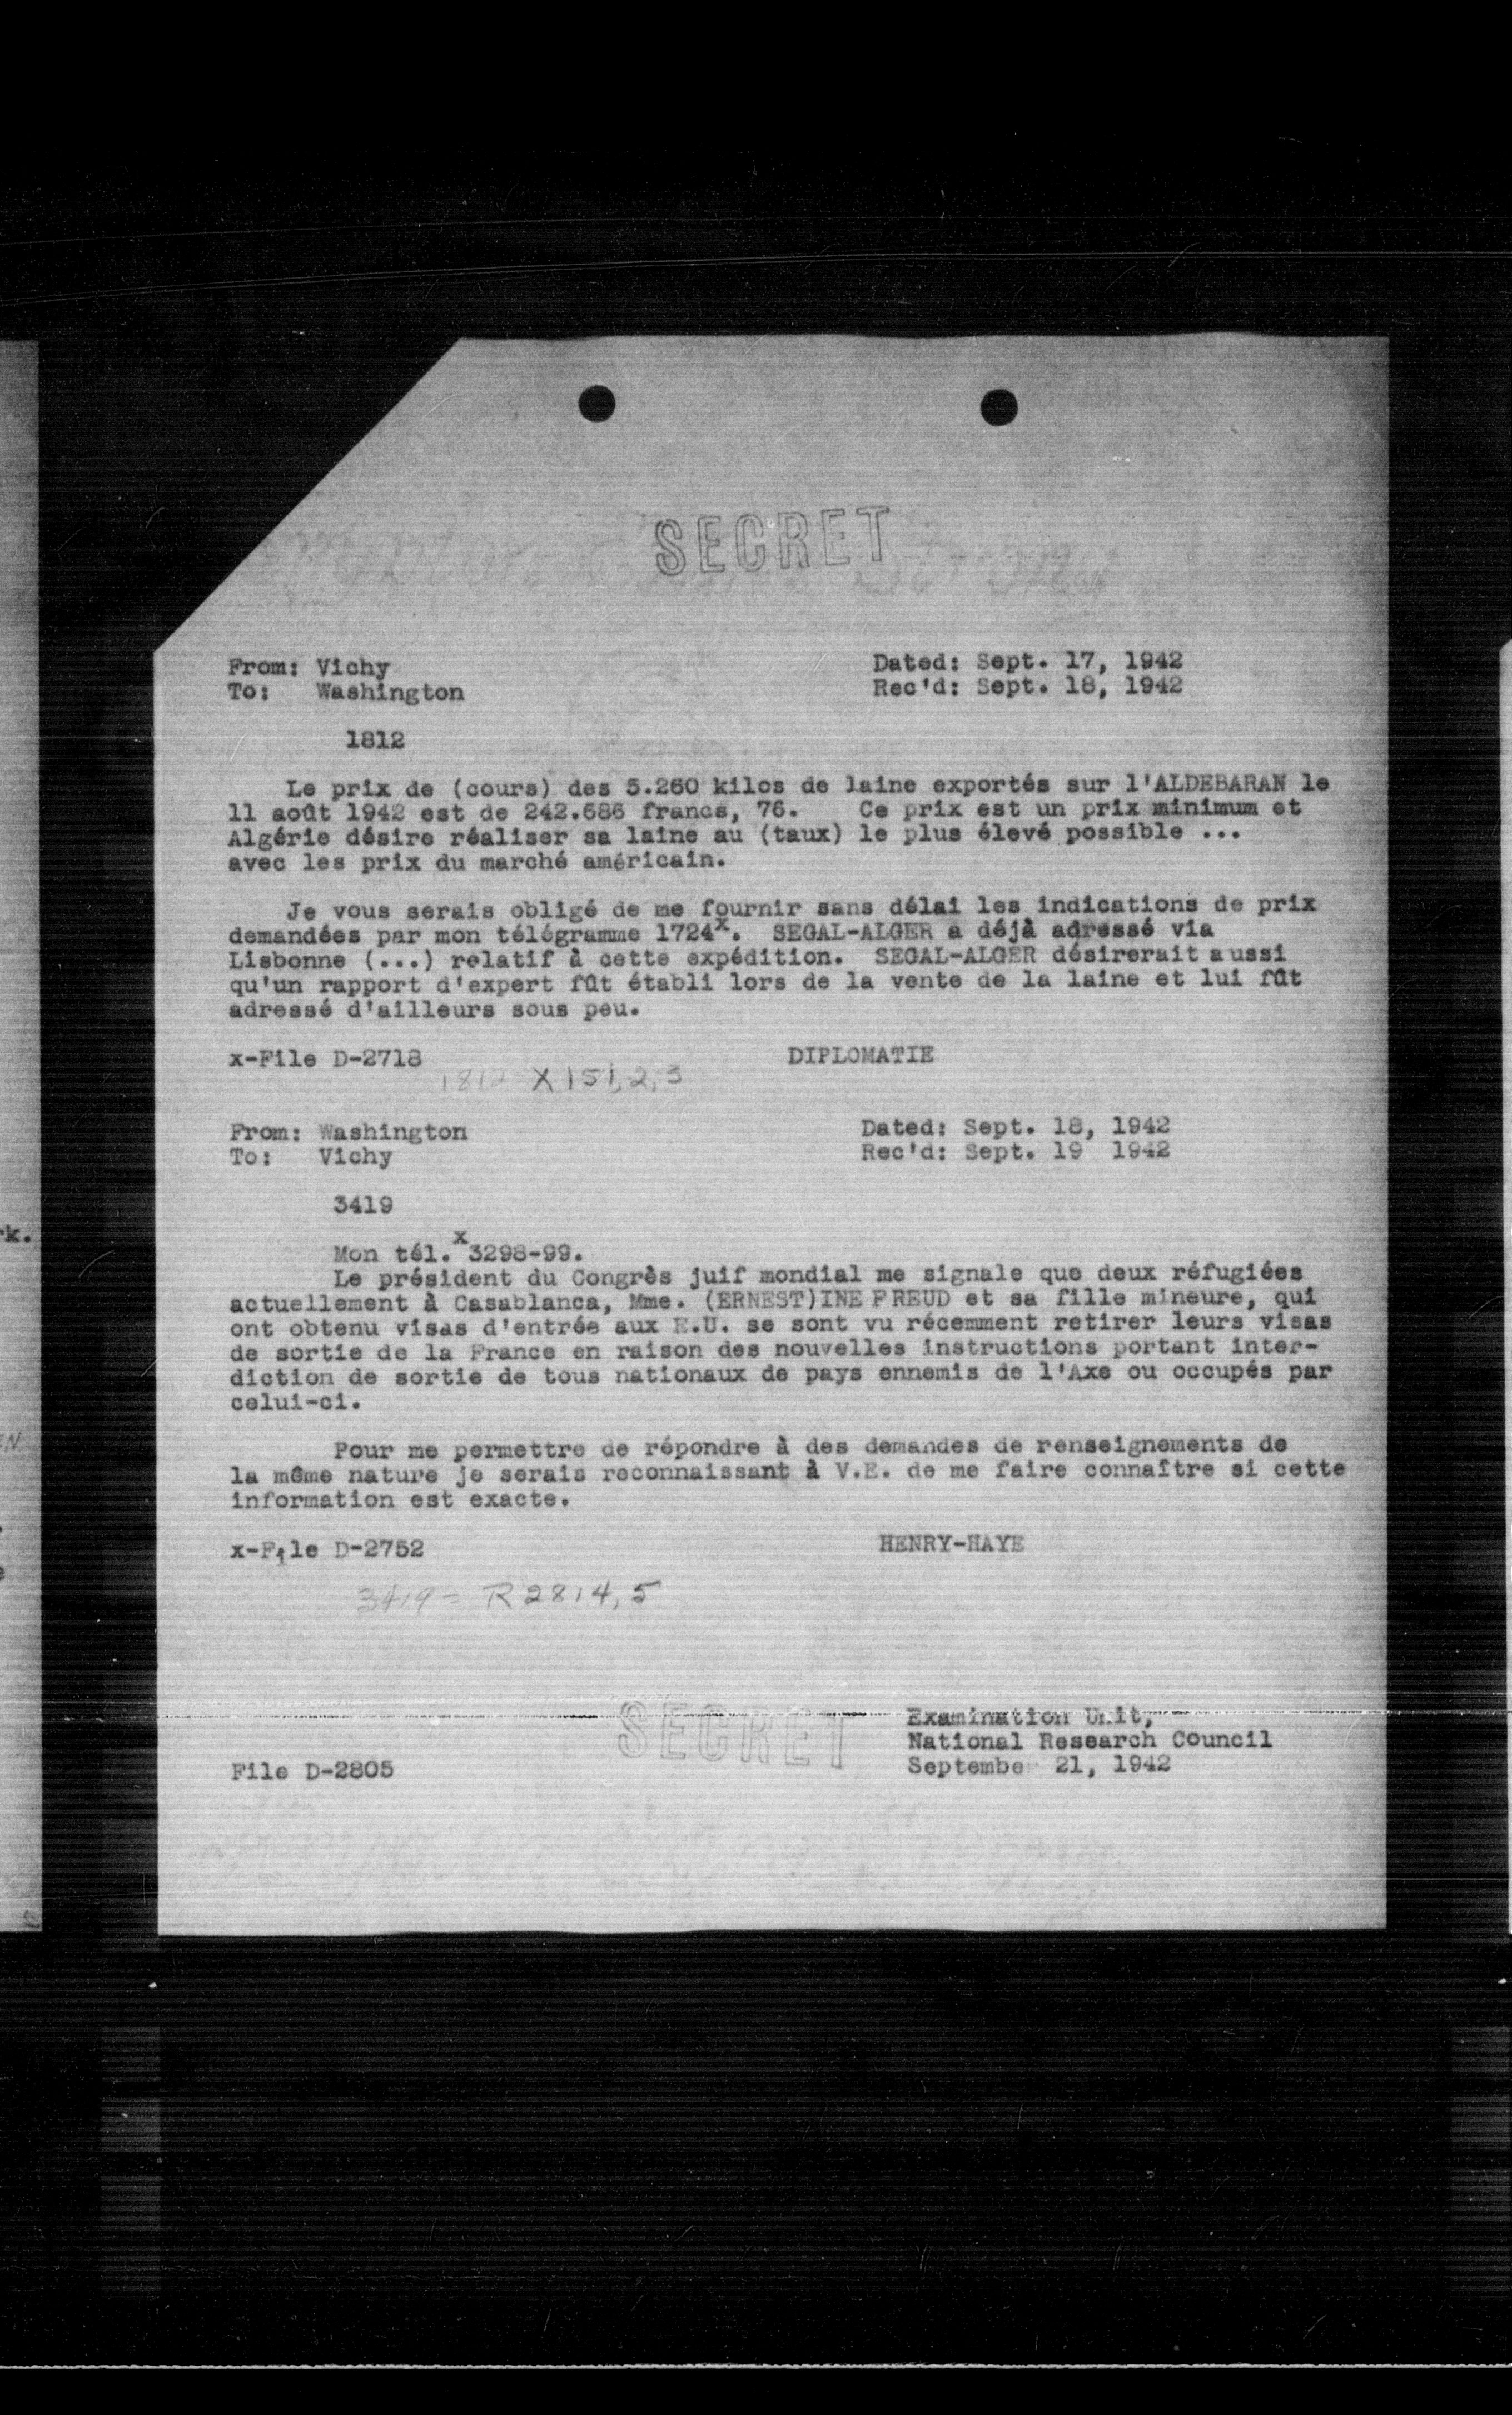 SECRET
From: Vichy
To: Washington
Dated: Sept. 17, 1942
Rec'd: Sept. 18, 1942
1812
Le prix de (cours) des 5.260 kilos de laine exportés sur l'ALDEBARAN le
11 août 1942 est de 242.686 francs, 76. Ce prix est un prix minimum et
Algérie désire réaliser sa laine au (taux) le plus élevé possible ...
avec les prix du marché américain.
Je vous serais obligé de me fournir sans délai les indications de prix
demandées par mon télégramme 1724x. SEGAL-ALGER a déjà adressé via
Lisbonne (...) relatif à cette expédition. SEGAL-ALGER désirerait aussi
qu'un rapport d'expert fût établi lors de la vente de la laine et lui fût
adressé d'ailleurs sous peu.
x-File D-2718
DIPLOMATIE
1812 X 151, 2, 3
From: Washington
To: Vichy
Dated: Sept. 18, 1942
Rec'd: Sept. 19 1942
3419
Mon tél.x 3298-99.
Le président du Congrès juif mondial me signale que deux réfugiées
actuellement à Casablanca, Mme. (ERNEST)INE FREUD et sa fille mineure, qui
ont obtenu visas d'entrée aux E.U. se sont vu récemment retirer leurs visas
de sortie de la France en raison des nouvelles instructions portant inter-
diction de sortie de tous nationaux de pays ennemis de l'Axe ou occupés par
celui-ci.
Pour me permettre de répondre à des demandes de renseignements de
la même nature je serais reconnaissant à V.E. de me faire connaître si cette
information est exacte.
x-File D-2752
HENRY-HAYE
3419 = R2814, 5
SECRET
Examination Unit,
National Research Council
September 21, 1942
File D-2805
rk.
EN